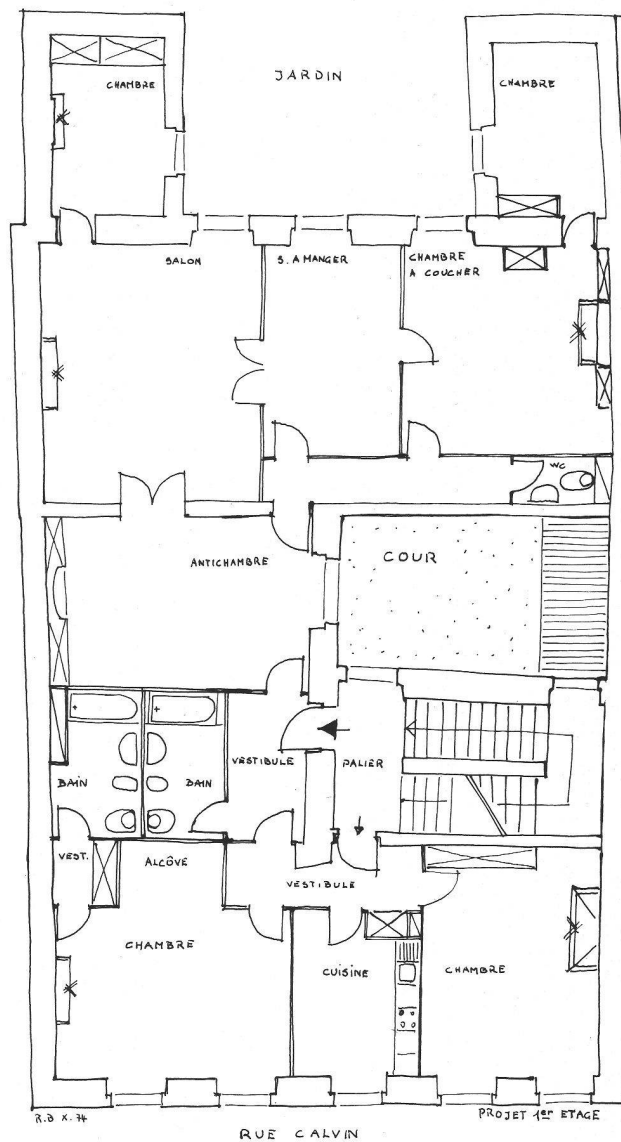 JARDIN
CHAMBRE
CHAMBRE
SALON
S. A MANGER
CHAMBRE
A COUCHER
WC
ANTICHAMBRE
COUR
BAIN
BAIN
VESTIBULE
PALIER
VEST.
ALCÔVE
VESTIBULE
CHAMBRE
CUISINE
CHAMBRE
R.B X. 74
PROJET 1er ETAGE
RUE CALVIN